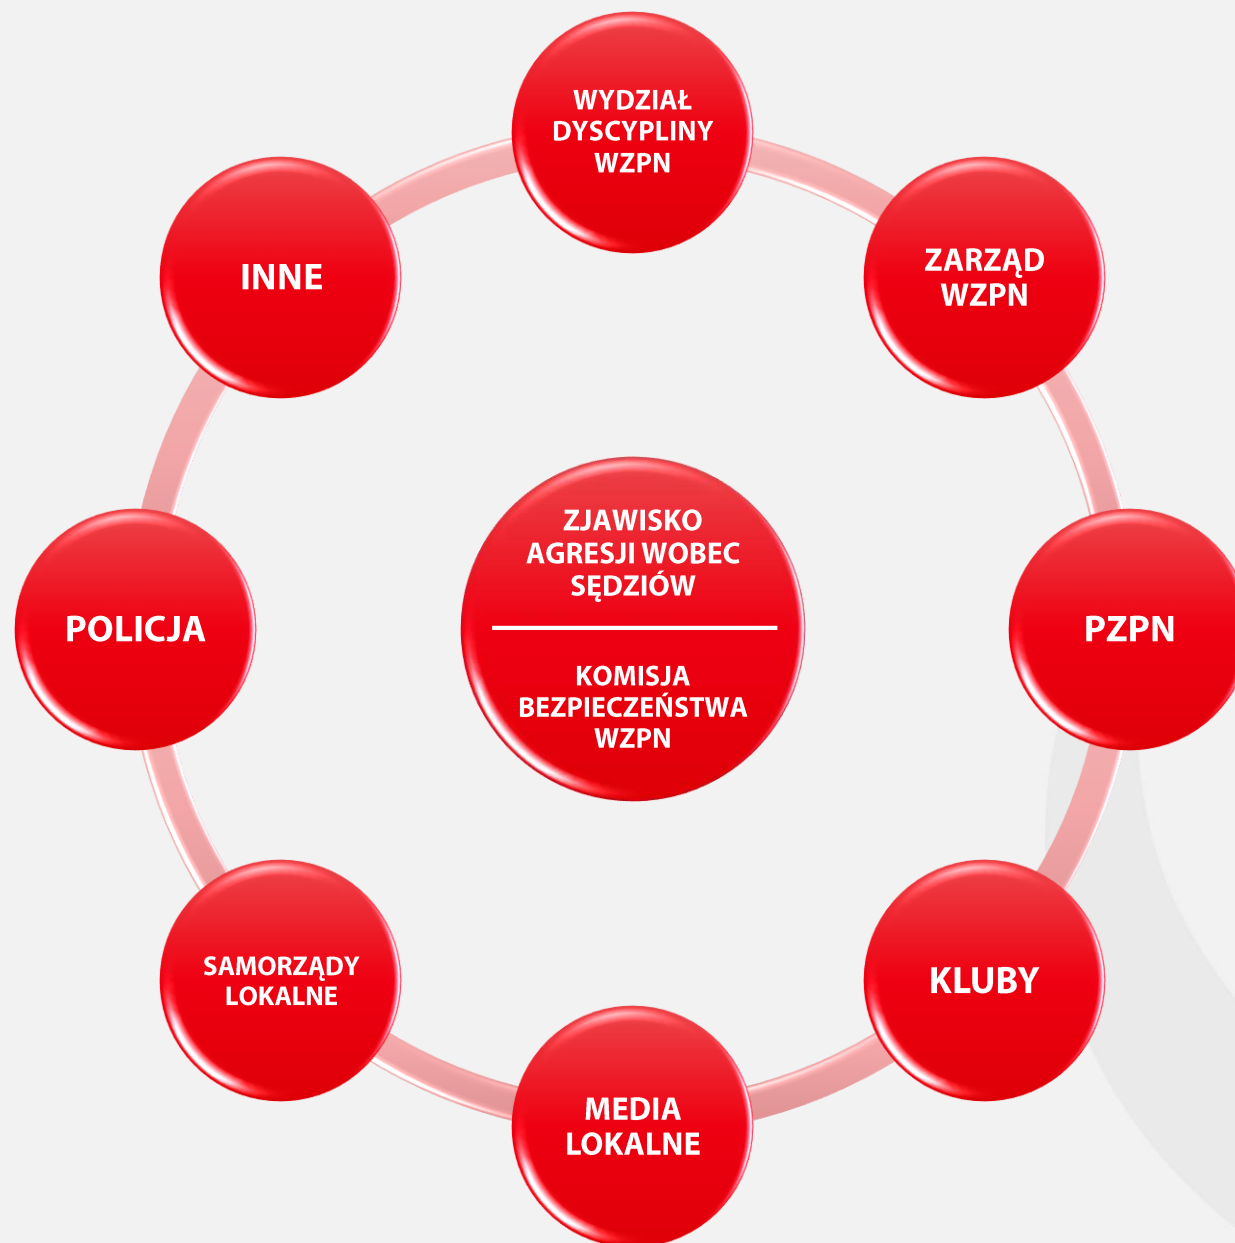 WYDZIAŁ
DYSCYPLINY
WZPN
INNE
ZARZĄD
WZPN
ZJAWISKO
AGRESJI WOBEC
SĘDZIÓW
KOMISJA
BEZPIECZEŃSTWA
WZPN
POLICJA
PZPN
SAMORZĄDY
LOKALNE
KLUBY
MEDIA
LOKALNE